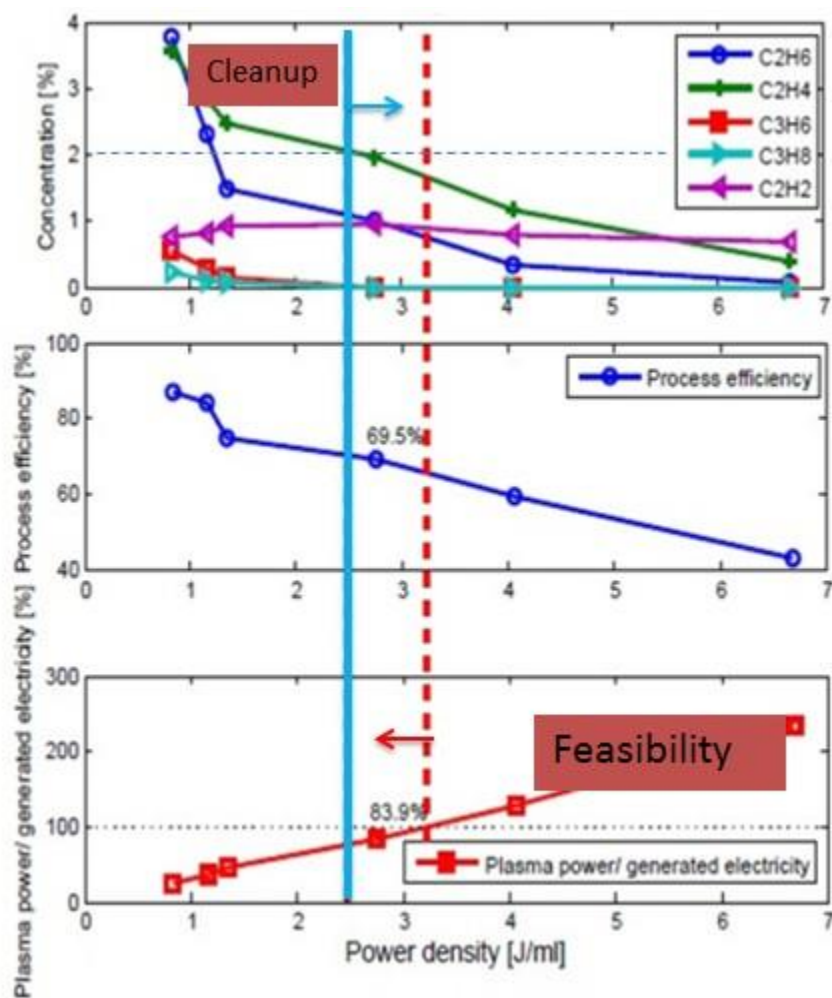 4
3
2
1
0
Concentration [%]
Cleanup
C2H6
C2H4
C3H6
C3H8
C2H2
0 1 2 3 4 5 6 7
100
80
60
40
Process efficiency [%]
Process efficiency
69.5%
0 1 2 3 4 5 6 7
300
200
100
0
Plasma power/ generated electricity [%]
Feasibility
83.9%
Plasma power/ generated electricity
0 1 2 3 4 5 6 7
Power density [J/ml]